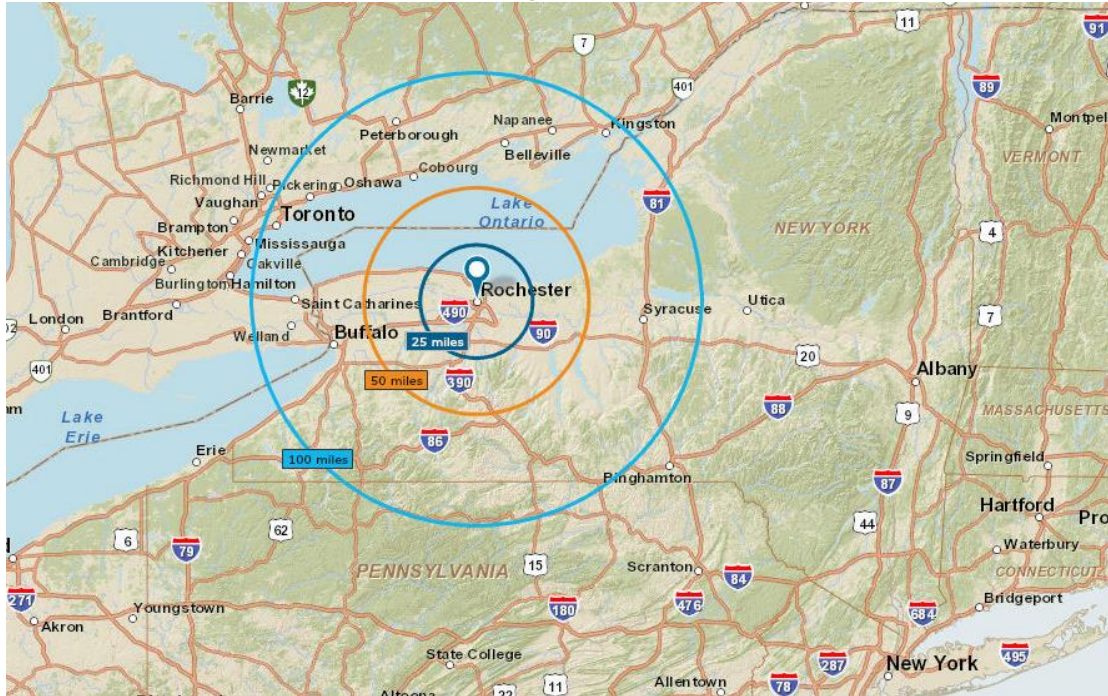 11
91
7
12
401
89
Barrie
Peterborough
Napanee
Kingston
Montpel
Belleville
Newmarket
VERMONT
Richmond Hill
Pickering
Oshawa
Cobourg
Vaughan
Lake
Ontario
81
Toronto
Brampton
NEW YORK
4
Kitchener
Mississauga
Cambridge
Oakville
Burlington
Hamilton
Rochester
Saint Catharines
490
Utica
Brantford
Syracuse
London
Welland
Buffalo
90
7
25 miles
20
401
50 miles
390
Albany
88
9
MASSACHUSETTS
Lake
Erie
86
Erie
100 miles
Springfield
Binghamton
87
Hartford
62
44
Pro
6
79
Waterbury
PENNSYLVANIA
15
Scranton
84
CONNECTICUT
271
Youngstown
180
476
684
Bridgeport
Akron
State College
287
New York
495
Allentown
78
11
22